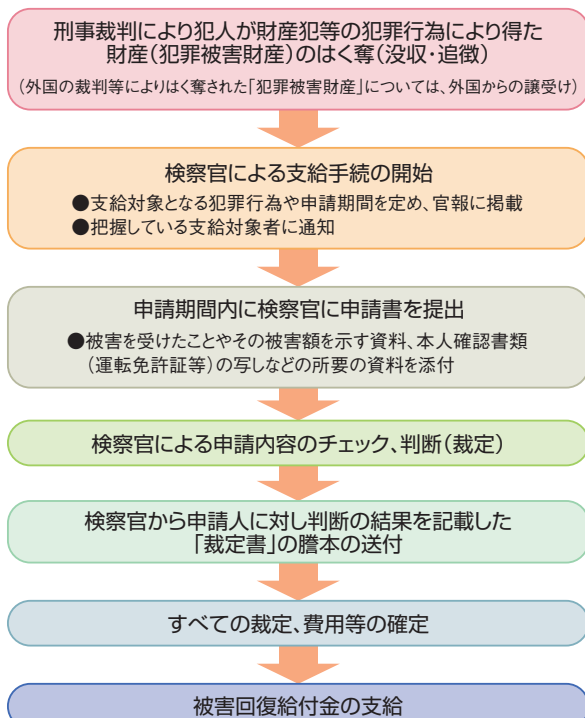 刑事裁判により犯人が財産犯等の犯罪行為により得た
財産(犯罪被害財産)のはく奪(没収・追徴)
(外国の裁判等によりはく奪された「犯罪被害財産」については、外国からの譲受け)
検察官による支給手続の開始
●支給対象となる犯罪行為や申請期間を定め、官報に掲載
●把握している支給対象者に通知
申請期間内に検察官に申請書を提出
●被害を受けたことやその被害額を示す資料、本人確認書類
(運転免許証等)の写しなどの所要の資料を添付
検察官による申請内容のチェック、判断(裁定)
検察官から申請人に対し判断の結果を記載した
「裁定書」の謄本の送付
すべての裁定、費用等の確定
被害回復給付金の支給